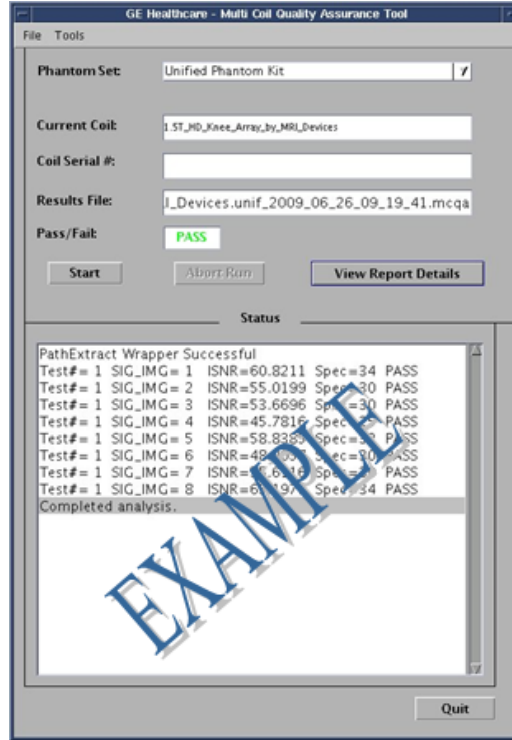 GE Healthcare - Multi Coil Quality Assurance Tool
File Tools
Phantom Set: Unified Phantom Kit
Current Coil: 1.5T_HD_Knee_Array_by_MRI_Devices
Coil Serial #:
Results File: I_Devices.unif_2009_06_26_09_19_41.mcqa
Pass/Fail: PASS
Start Abort Run View Report Details
Status
PathExtract Wrapper Successful
Test#= 1 SIG_IMG= 1 ISNR=60.8211 Spec=34 PASS
Test#= 1 SIG_IMG= 2 ISNR=55.0199 Spec=30 PASS
Test#= 1 SIG_IMG= 3 ISNR=53.6696 Spec=30 PASS
Test#= 1 SIG_IMG= 4 ISNR=45.7816 PASS
Test#= 1 SIG_IMG= 5 PASS
Test#= 1 SIG_IMG= 6 PASS
Test#= 1 SIG_IMG= 7 PASS
Test#= 1 SIG_IMG= 8 Spec=34 PASS
Completed analysis.
EXAMPLE
Quit